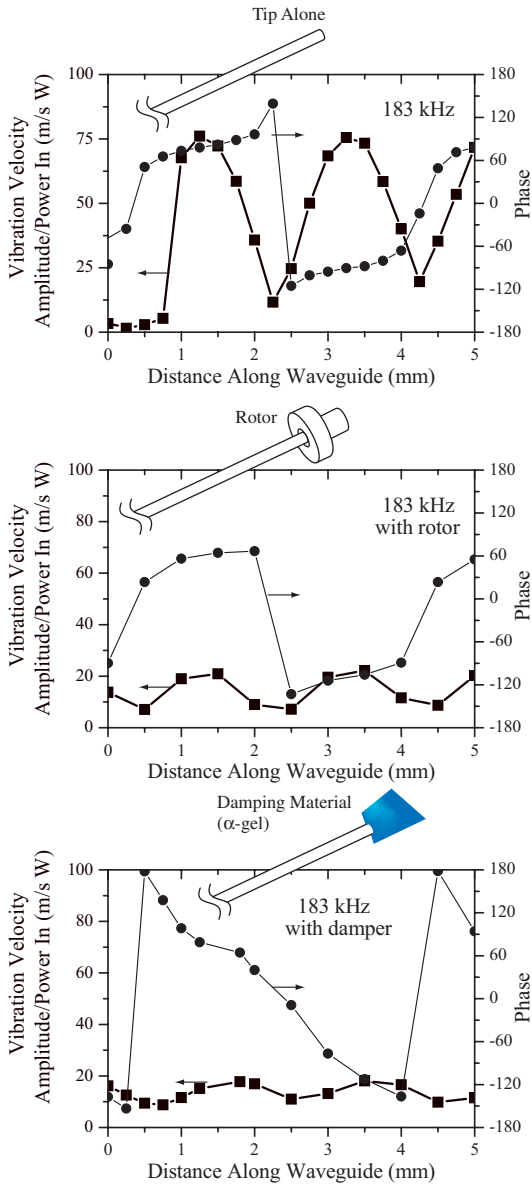 Tip Alone
100
75
50
25
0
Vibration Velocity
Amplitude/Power In (m/s W)
183 kHz
180
120
60
0
-60
-120
-180
Phase
0 1 2 3 4 5
Distance Along Waveguide (mm)
Rotor
100
80
60
40
20
0
Vibration Velocity
Amplitude/Power In (m/s W)
183 kHz
with rotor
180
120
60
0
-60
-120
-180
Phase
0 1 2 3 4 5
Distance Along Waveguide (mm)
Damping Material
(α-gel)
100
80
60
40
20
0
Vibration Velocity
Amplitude/Power In (m/s W)
183 kHz
with damper
180
120
60
0
-60
-120
-180
Phase
0 1 2 3 4 5
Distance Along Waveguide (mm)